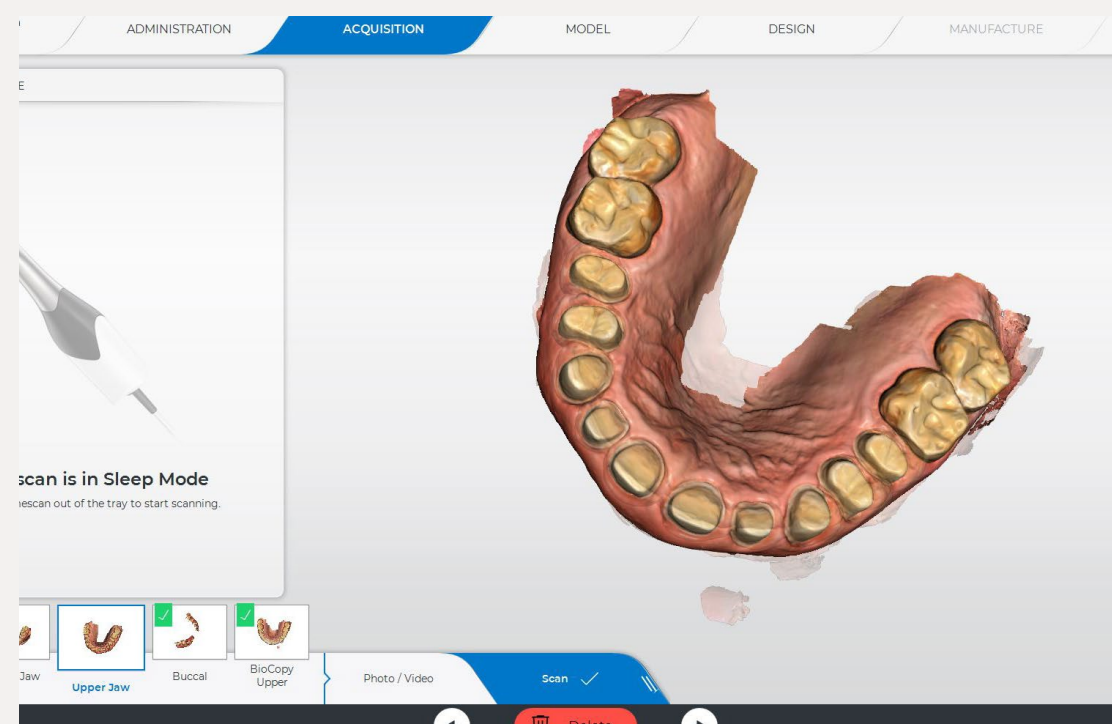 ADMINISTRATION
ACQUISITION
MODEL
DESIGN
MANUFACTURE
scan is in Sleep Mode
out of the tray to start scanning.
Jaw
Upper Jaw
Buccal
BioCopy
Upper
Photo / Video
Scan
Delete